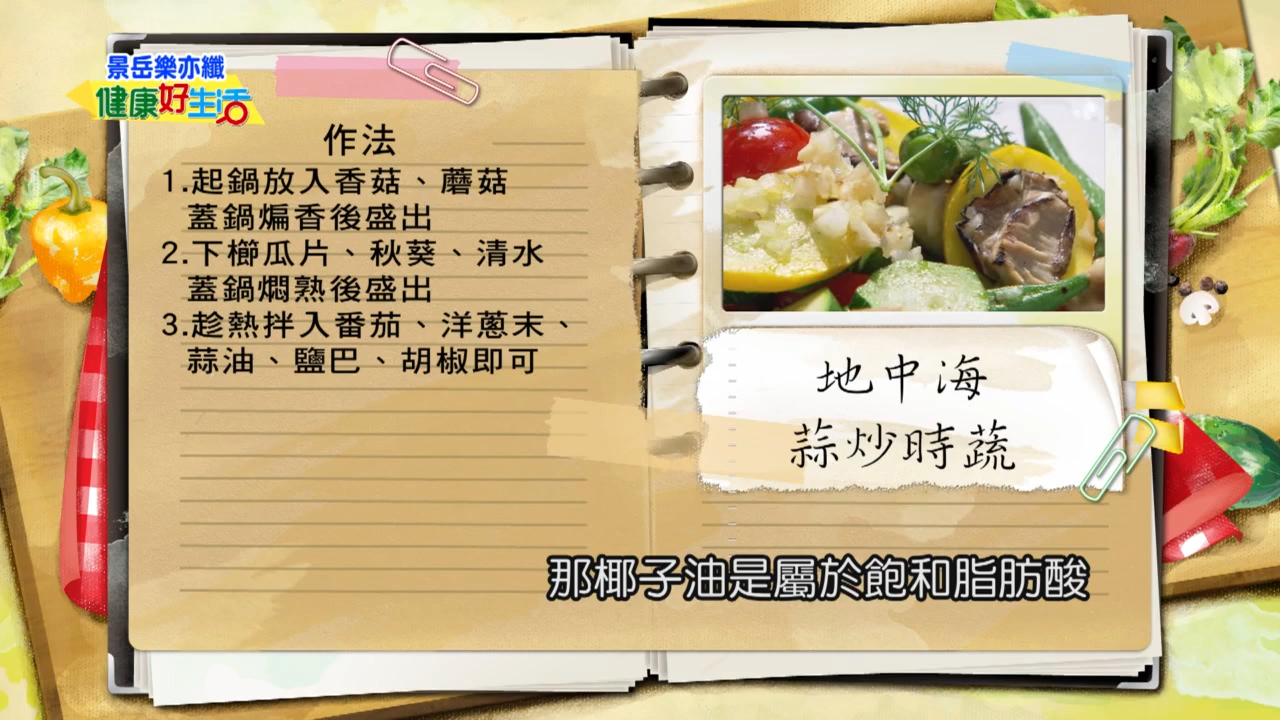 景岳樂亦纖
健康好生活
作法
1.起鍋放入香菇、蘑菇
蓋鍋煸香後盛出
2.下櫛瓜片、秋葵、清水
蓋鍋燜熟後盛出
3.趁熱拌入番茄、洋蔥末、
蒜油、鹽巴、胡椒即可
地中海
蒜炒時蔬
那椰子油是屬於飽和脂肪酸